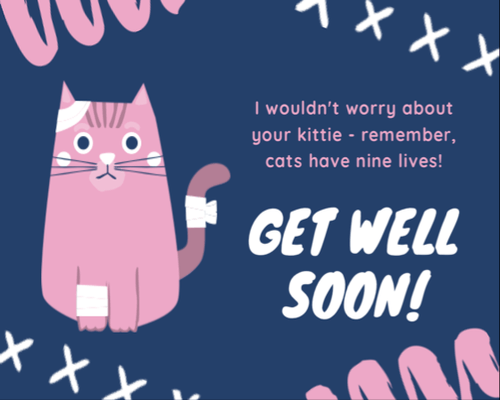 I wouldn't worry about
your kittie - remember,
cats have nine lives!
GET WELL
SOON!